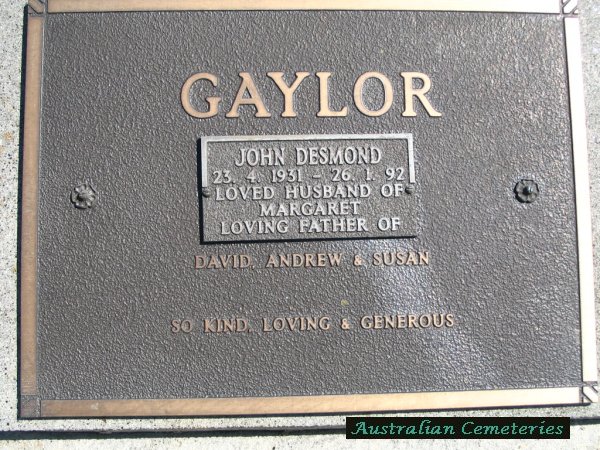 GAYLOR
JOHN DESMOND
23. 4. 1931 – 26. 1. 92
LOVED HUSBAND OF
MARGARET
LOVING FATHER OF
DAVID, ANDREW & SUSAN
SO KIND, LOVING & GENEROUS
Australian Cemeteries